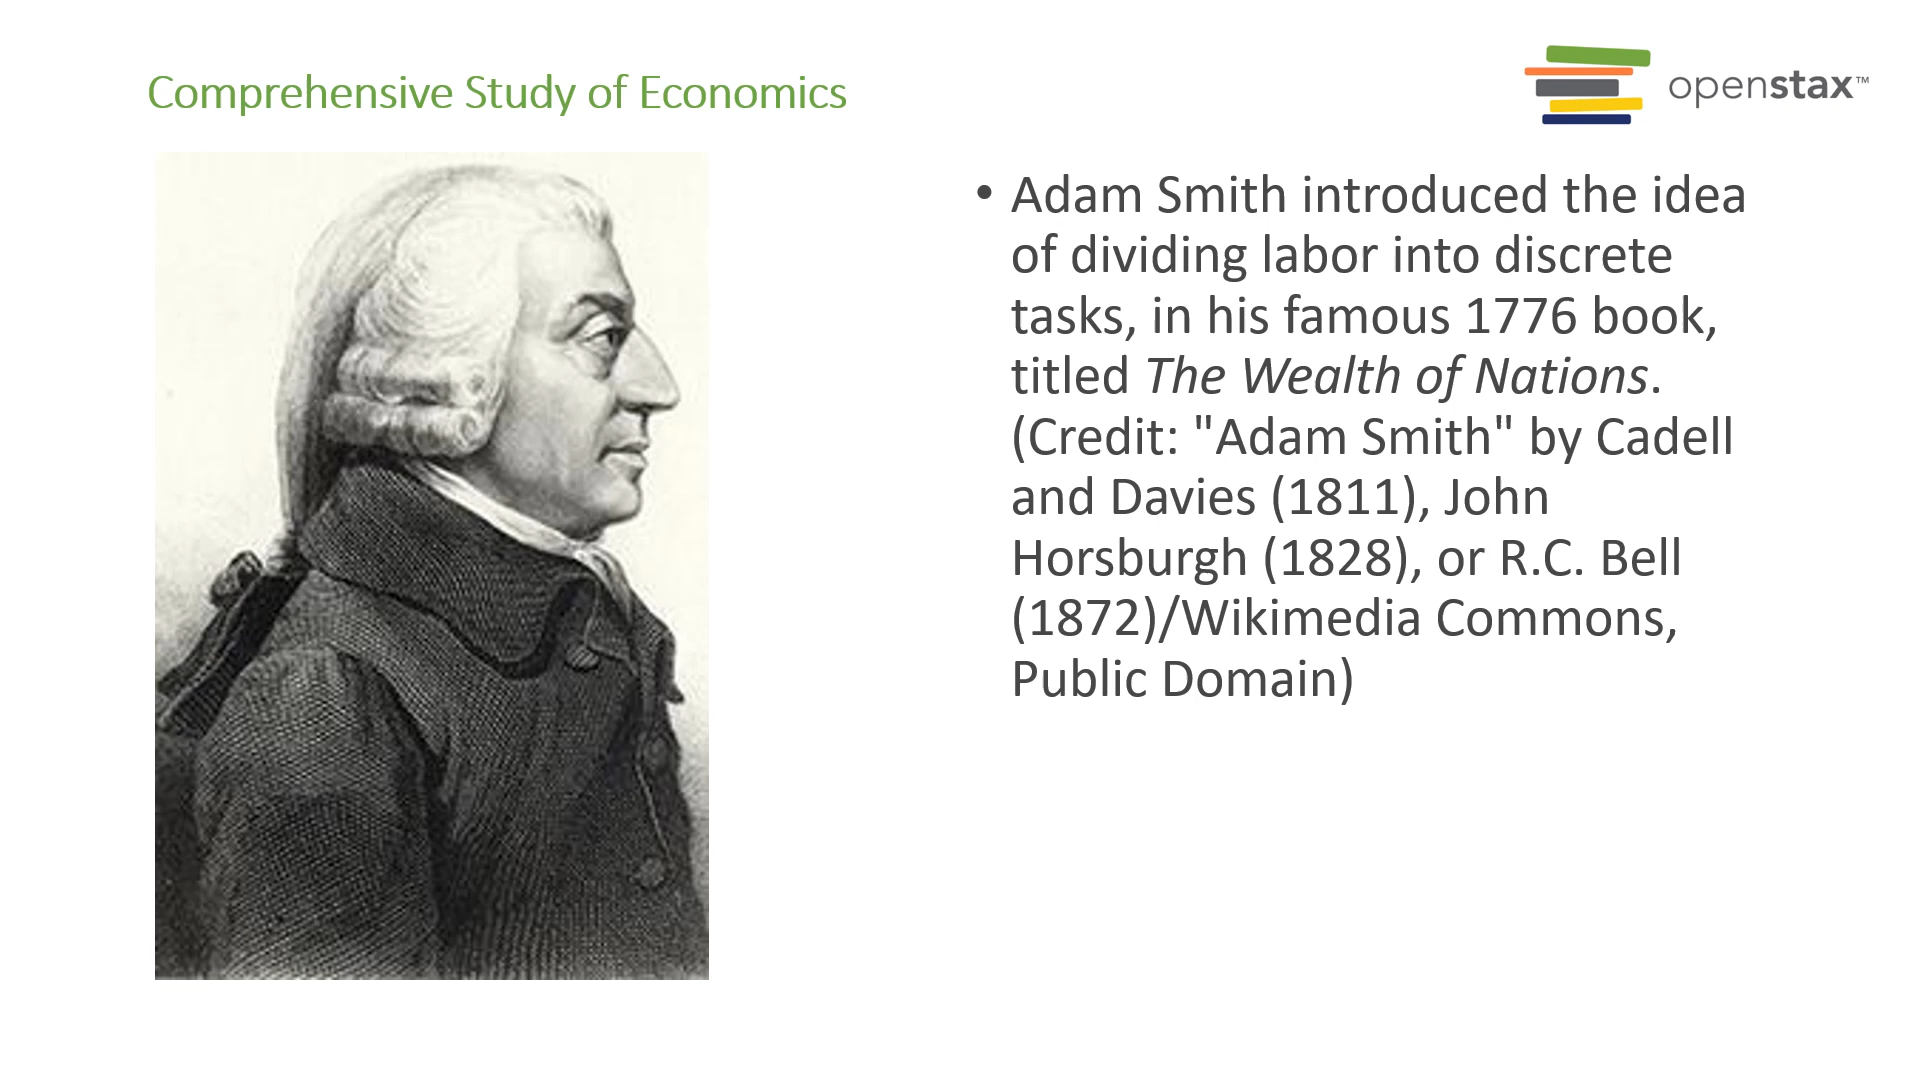 Comprehensive Study of Economics
openstax™
• Adam Smith introduced the idea
of dividing labor into discrete
tasks, in his famous 1776 book,
titled The Wealth of Nations.
(Credit: "Adam Smith" by Cadell
and Davies (1811), John
Horsburgh (1828), or R.C. Bell
(1872)/Wikimedia Commons,
Public Domain)